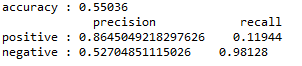 accuracy : 0.55036
precision recall
positive : 0.8645049218297626 0.11944
negative : 0.52704851115026 0.98128